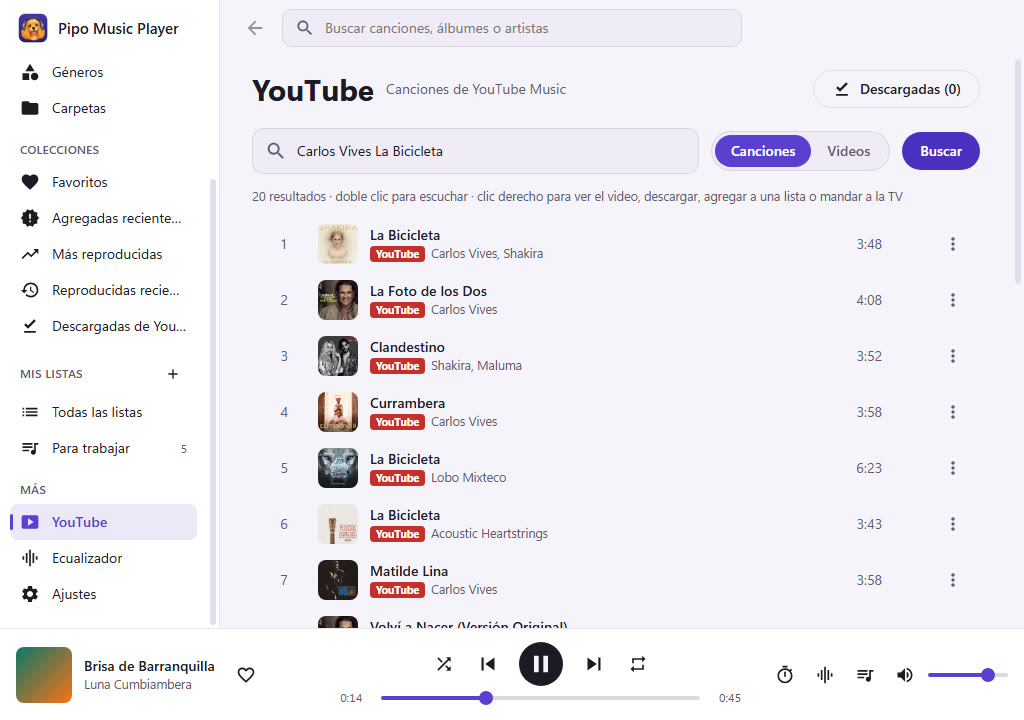 Pipo Music Player
Géneros
Carpetas
COLECCIONES
Favoritos
Agregadas reciente...
Más reproducidas
Reproducidas recie...
Descargadas de You...
MIS LISTAS +
Todas las listas
Para trabajar 5
MÁS
YouTube
Ecualizador
Ajustes
Buscar canciones, álbumes o artistas
YouTube Canciones de YouTube Music
Descargadas (0)
Carlos Vives La Bicicleta
Canciones Videos Buscar
20 resultados · doble clic para escuchar · clic derecho para ver el video, descargar, agregar a una lista o mandar a la TV
1 La Bicicleta 3:48
YouTube Carlos Vives, Shakira
2 La Foto de los Dos 4:08
YouTube Carlos Vives
3 Clandestino 3:52
YouTube Shakira, Maluma
4 Currambera 3:58
YouTube Carlos Vives
5 La Bicicleta 6:23
YouTube Lobo Mixteco
6 La Bicicleta 3:43
YouTube Acoustic Heartstrings
7 Matilde Lina 3:58
YouTube Carlos Vives
Volví a Nacer (Versión Original)
Brisa de Barranquilla
Luna Cumbiambera
0:14 0:45